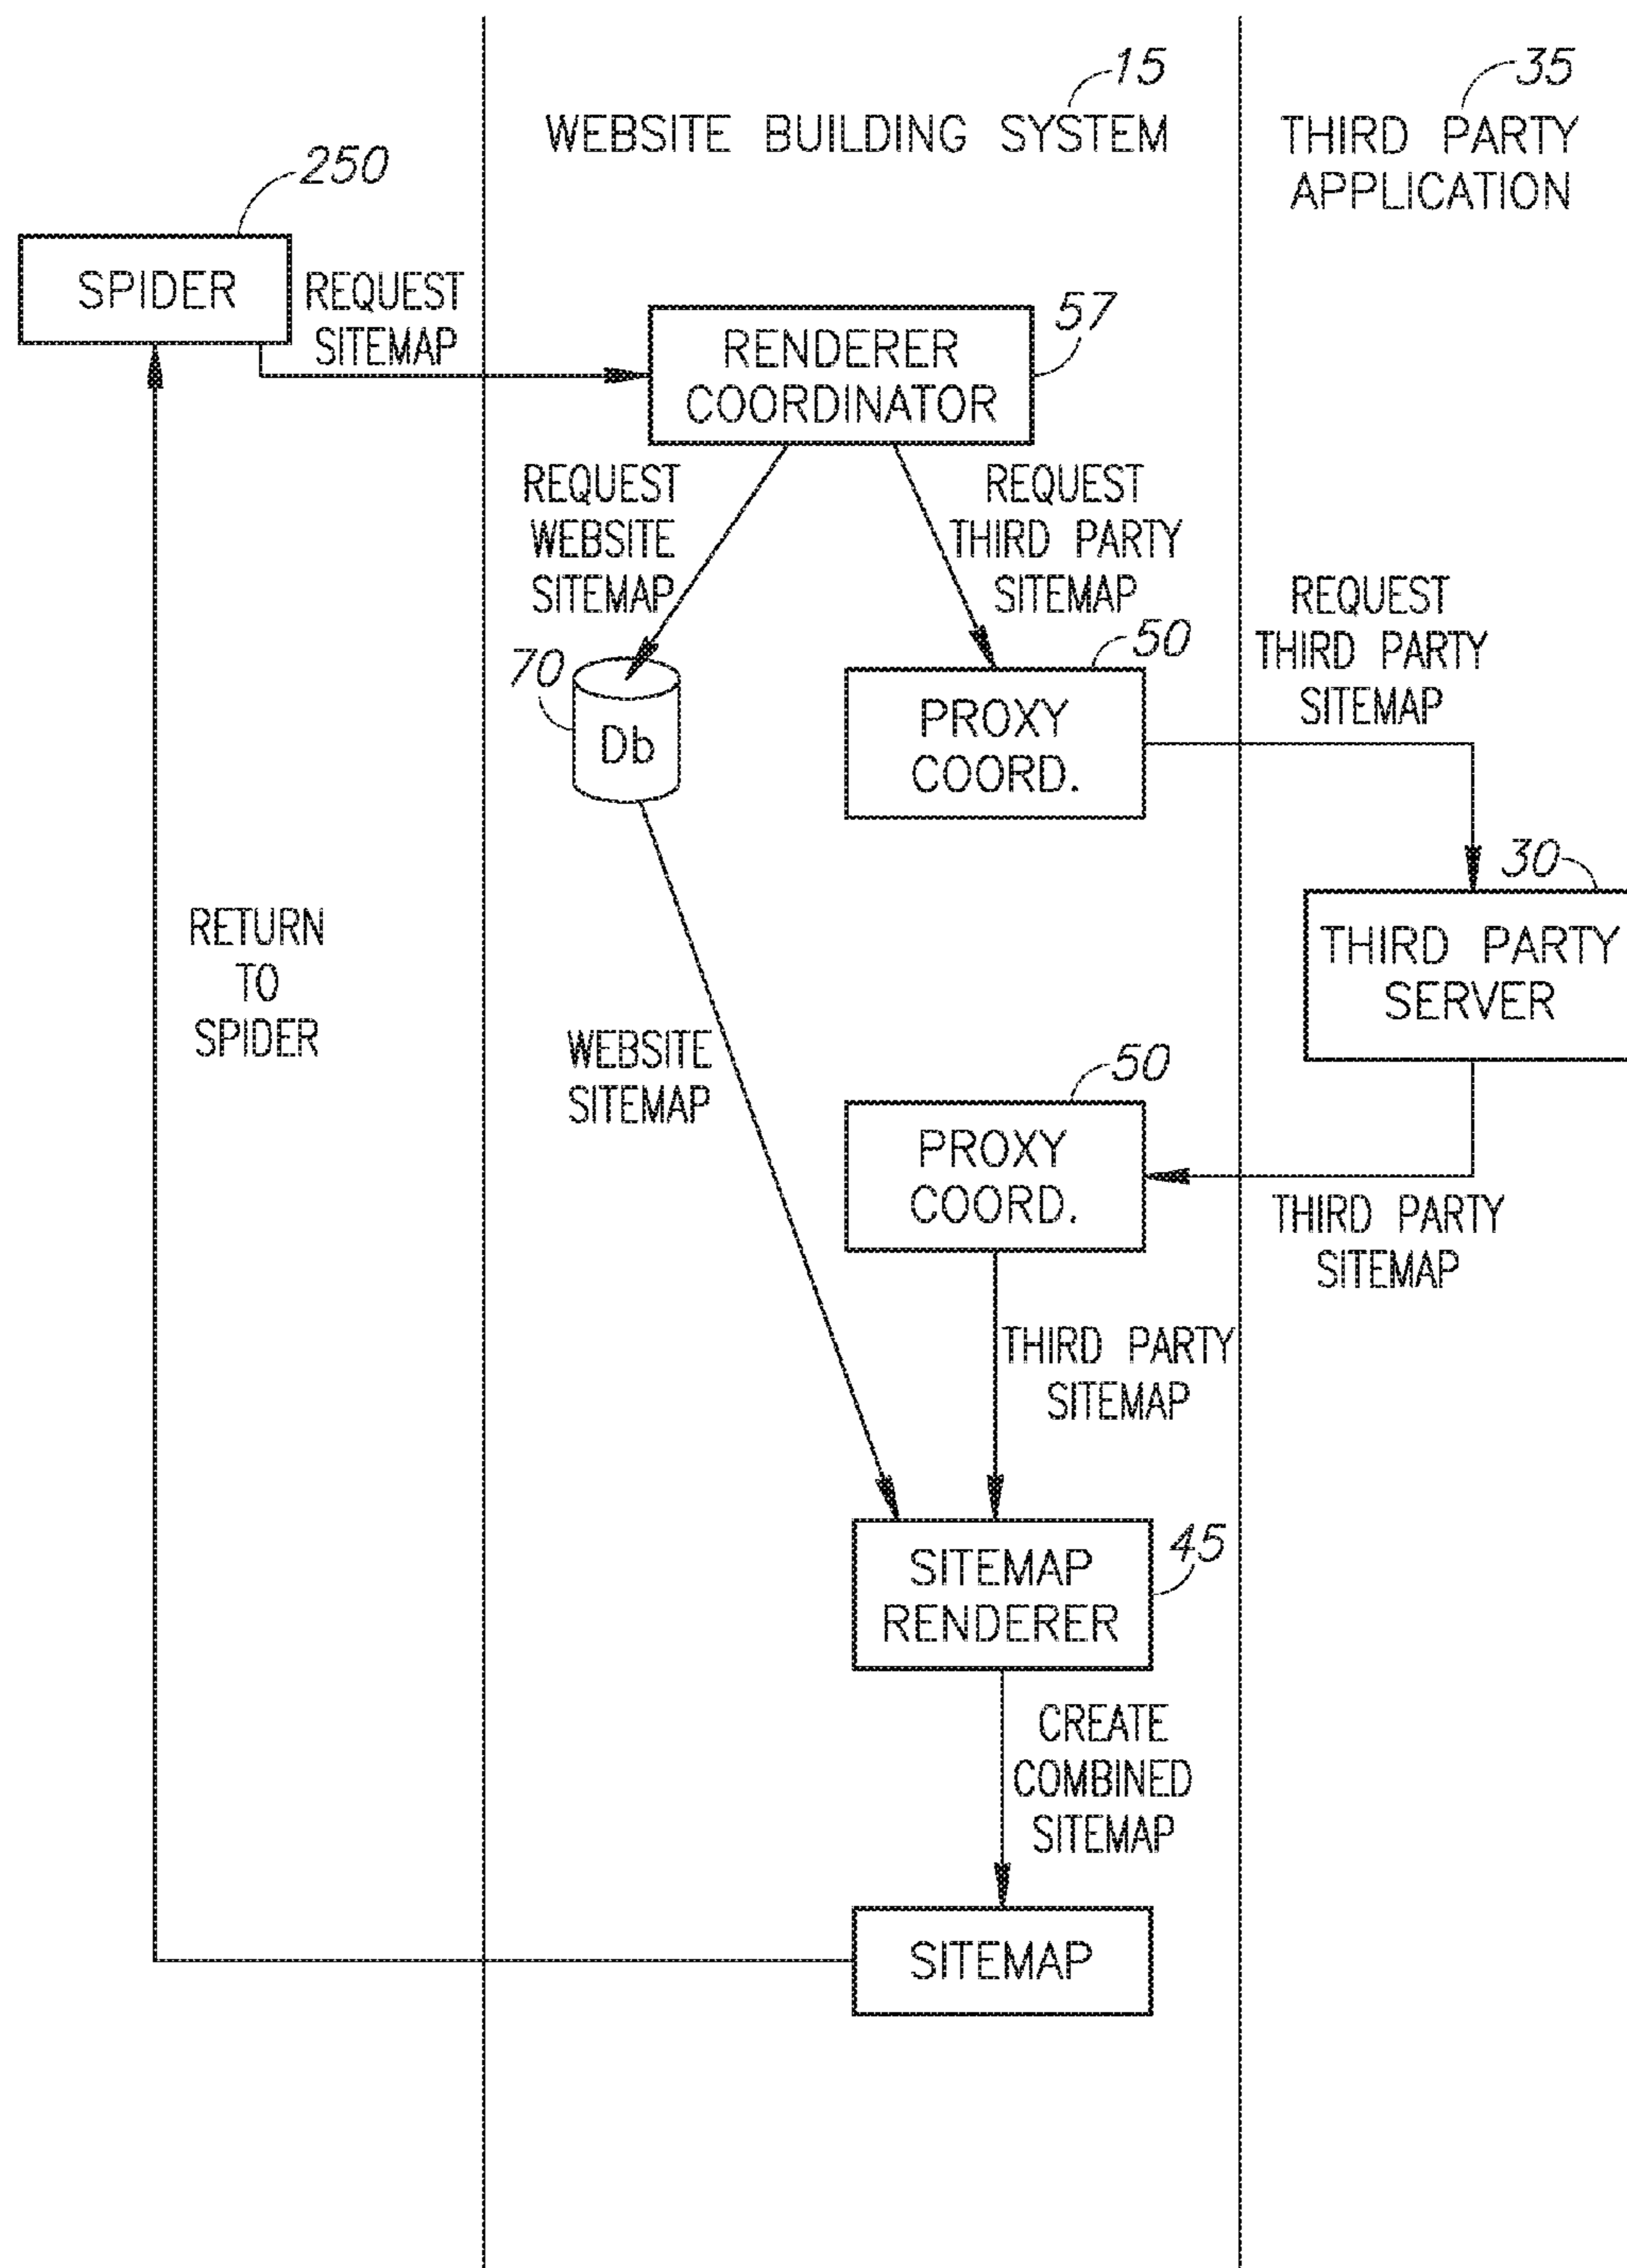 15
WEBSITE BUILDING SYSTEM
35
THIRD PARTY
APPLICATION
250
SPIDER
REQUEST
SITEMAP
57
RENDERER
COORDINATOR
REQUEST
WEBSITE
SITEMAP
REQUEST
THIRD PARTY
SITEMAP
REQUEST
THIRD PARTY
SITEMAP
70
Db
50
PROXY
COORD.
30
THIRD PARTY
SERVER
RETURN
TO
SPIDER
WEBSITE
SITEMAP
50
PROXY
COORD.
THIRD PARTY
SITEMAP
THIRD PARTY
SITEMAP
45
SITEMAP
RENDERER
CREATE
COMBINED
SITEMAP
SITEMAP